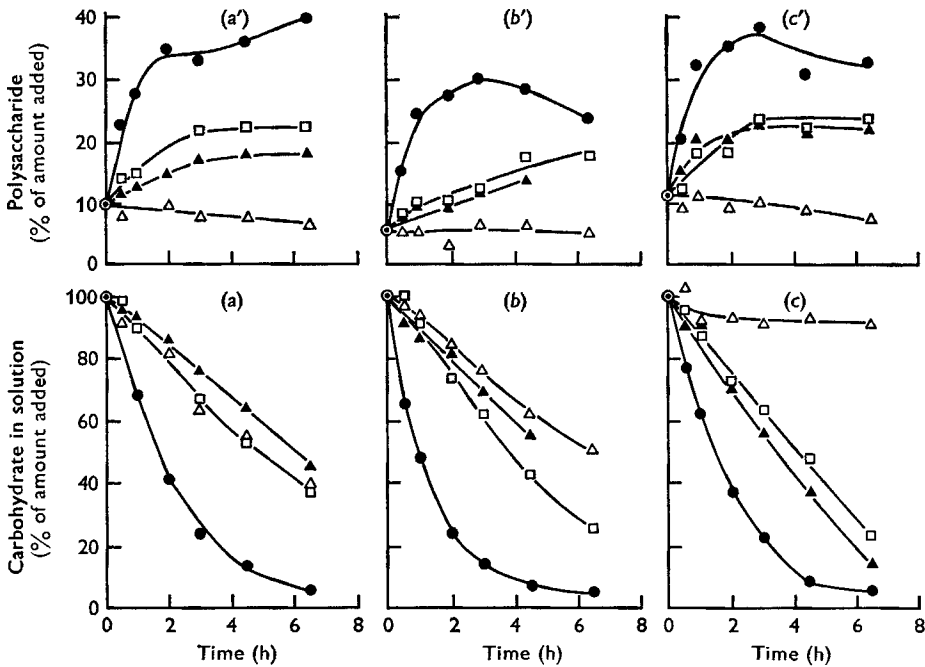 Polysaccharide
(% of amount added)
40
30
20
10
0
(a′)
(b′)
(c′)
Carbohydrate in solution
(% of amount added)
100
80
60
40
20
0
(a)
(b)
(c)
0 2 4 6 8
0 2 4 6 8
0 2 4 6 8
Time (h)
Time (h)
Time (h)